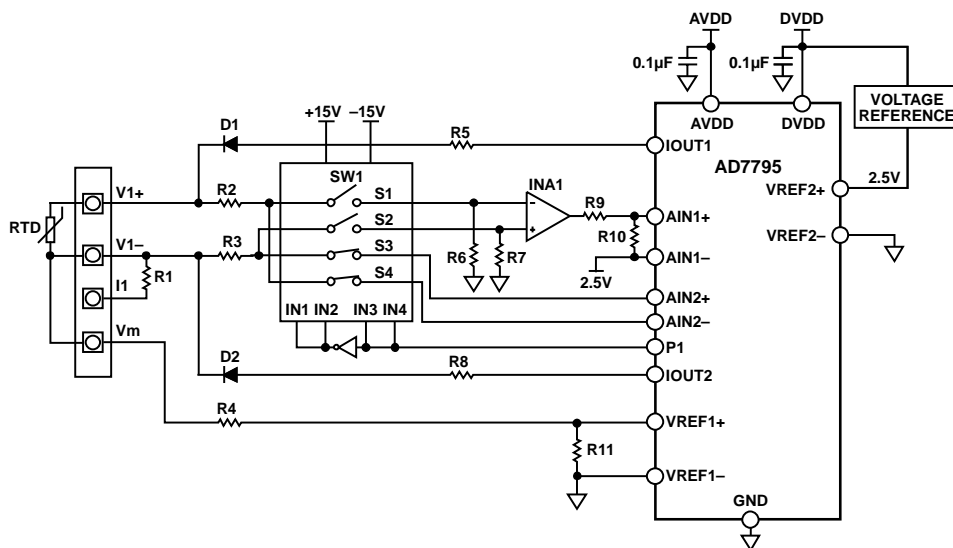 AVDD DVDD
0.1µF 0.1µF
VOLTAGE
REFERENCE
+15V –15V
AVDD DVDD
D1 R5 IOUT1
AD7795
SW1
2.5V
VREF2+
V1+ R2 S1 INA1
RTD
– R9 AIN1+
S2 + R10
VREF2–
V1– R3 S3 R6 R7 AIN1–
R1 2.5V
I1 S4 AIN2+
IN1 IN2 IN3 IN4 AIN2–
Vm P1
D2 R8 IOUT2
R4 VREF1+
R11
VREF1–
GND